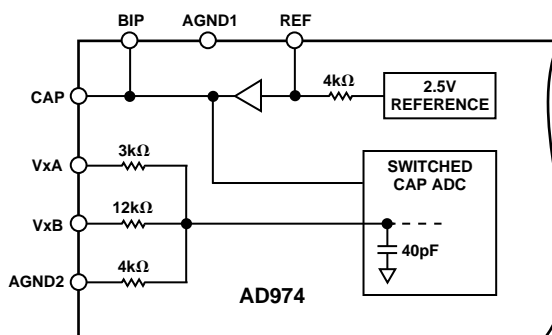 BIP AGND1 REF
4kΩ
2.5V
REFERENCE
CAP
VxA
3kΩ
SWITCHED
CAP ADC
VxB
12kΩ
40pF
AGND2
4kΩ
AD974